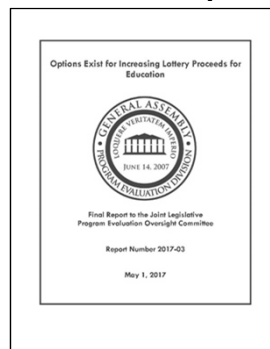 Options Exist for Increasing Lottery Proceeds for
Education
GENERAL ASSEMBLY
LOQUERE VERITATEM IMPERIO
JUNE 14, 2007
PROGRAM EVALUATION DIVISION
Final Report to the Joint Legislative
Program Evaluation Oversight Committee
Report Number 2017-03
May 1, 2017